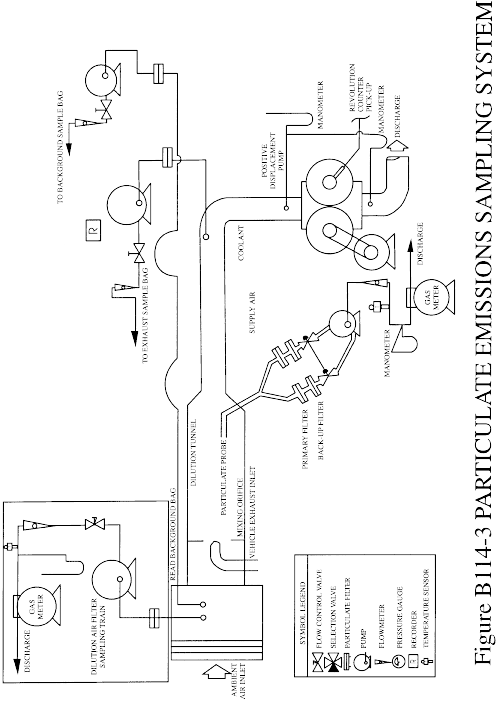 TO BACKGROUND SAMPLE BAG
R
TO EXHAUST SAMPLE BAG
MANOMETER
REVOLUTION
COUNTER
PICK-UP
MANOMETER
DISCHARGE
POSITIVE
DISPLACEMENT
PUMP
COOLANT
SUPPLY AIR
DISCHARGE
GAS
METER
MANOMETER
PRIMARY FILTER
BACK-UP FILTER
DILUTION TUNNEL
PARTICULATE PROBE
MIXING-ORIFICE
VEHICLE EXHAUST INLET
READ BACKGROUND BAG
GAS
METER
DISCHARGE
DILUTION AIR FILTER
SAMPLING TRAIN
AMBIENT
AIR INLET
SYMBOL LEGEND
FLOW CONTROL VALVE
SELECTION VALVE
PARTICULATE FILTER
PUMP
FLOWMETER
PRESSURE GAUGE
R RECORDER
TEMPERATURE SENSOR
Figure B114-3 PARTICULATE EMISSIONS SAMPLING SYSTEM